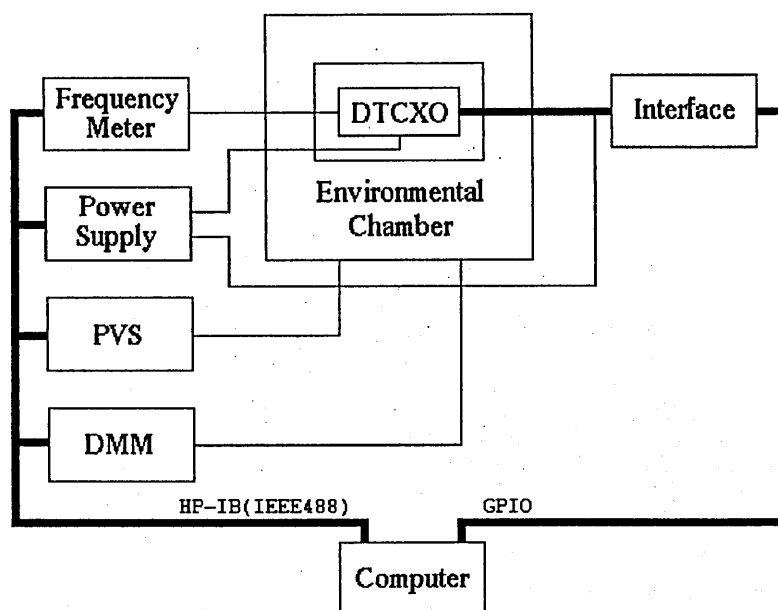 Frequency
Meter
DTCXO
Interface
Environmental
Chamber
Power
Supply
PVS
DMM
HP-IB(IEEE488)
GPIO
Computer